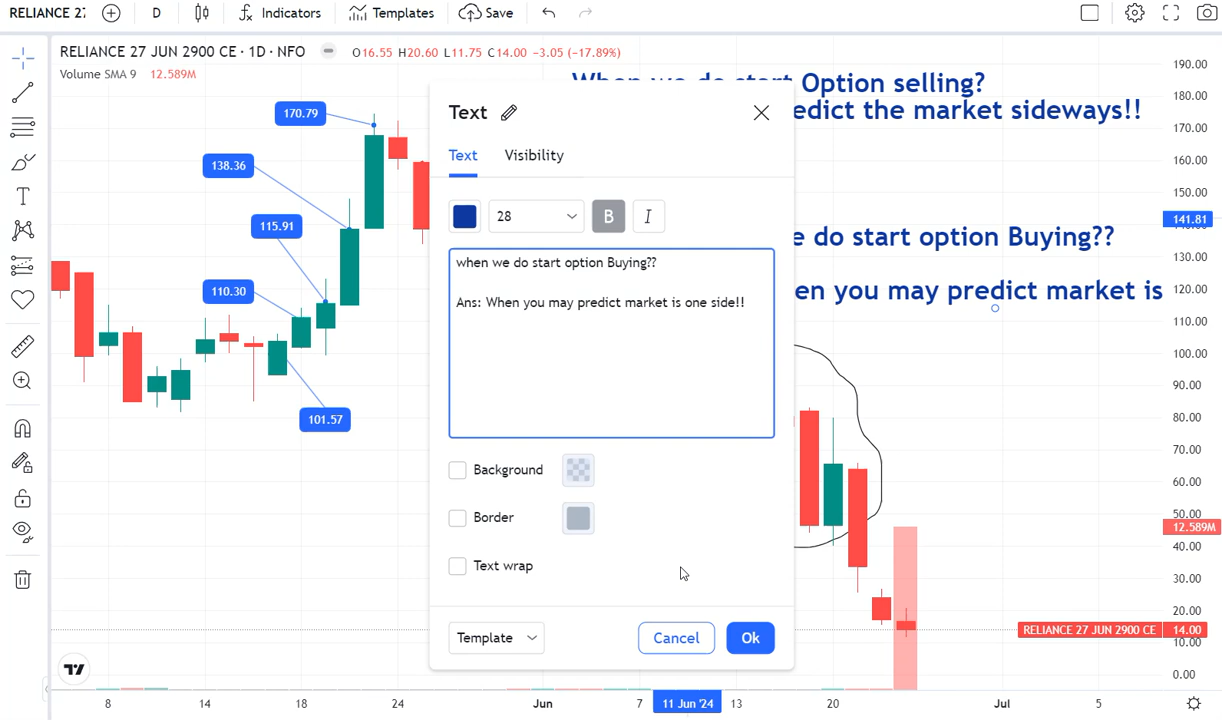 RELIANCE 27
D
Indicators
Templates
Save
RELIANCE 27 JUN 2900 CE · 1D · NFO
O16.55 H20.60 L11.75 C14.00 −3.05 (−17.89%)
Volume SMA 9 12.589M
Option selling?
edict the market sideways!!
e do start option Buying??
en you may predict market is
170.79
138.36
115.91
110.30
101.57
Text
Text
Visibility
28
B
I
when we do start option Buying??
Ans: When you may predict market is one side!!
Background
Border
Text wrap
Template
Cancel
Ok
190.00
180.00
170.00
160.00
150.00
141.81
130.00
120.00
110.00
100.00
90.00
80.00
70.00
60.00
50.00
12.589M
40.00
30.00
20.00
RELIANCE 27 JUN 2900 CE 14.00
10.00
0.00
8
14
18
24
Jun
7
11 Jun '24
13
20
Jul
5